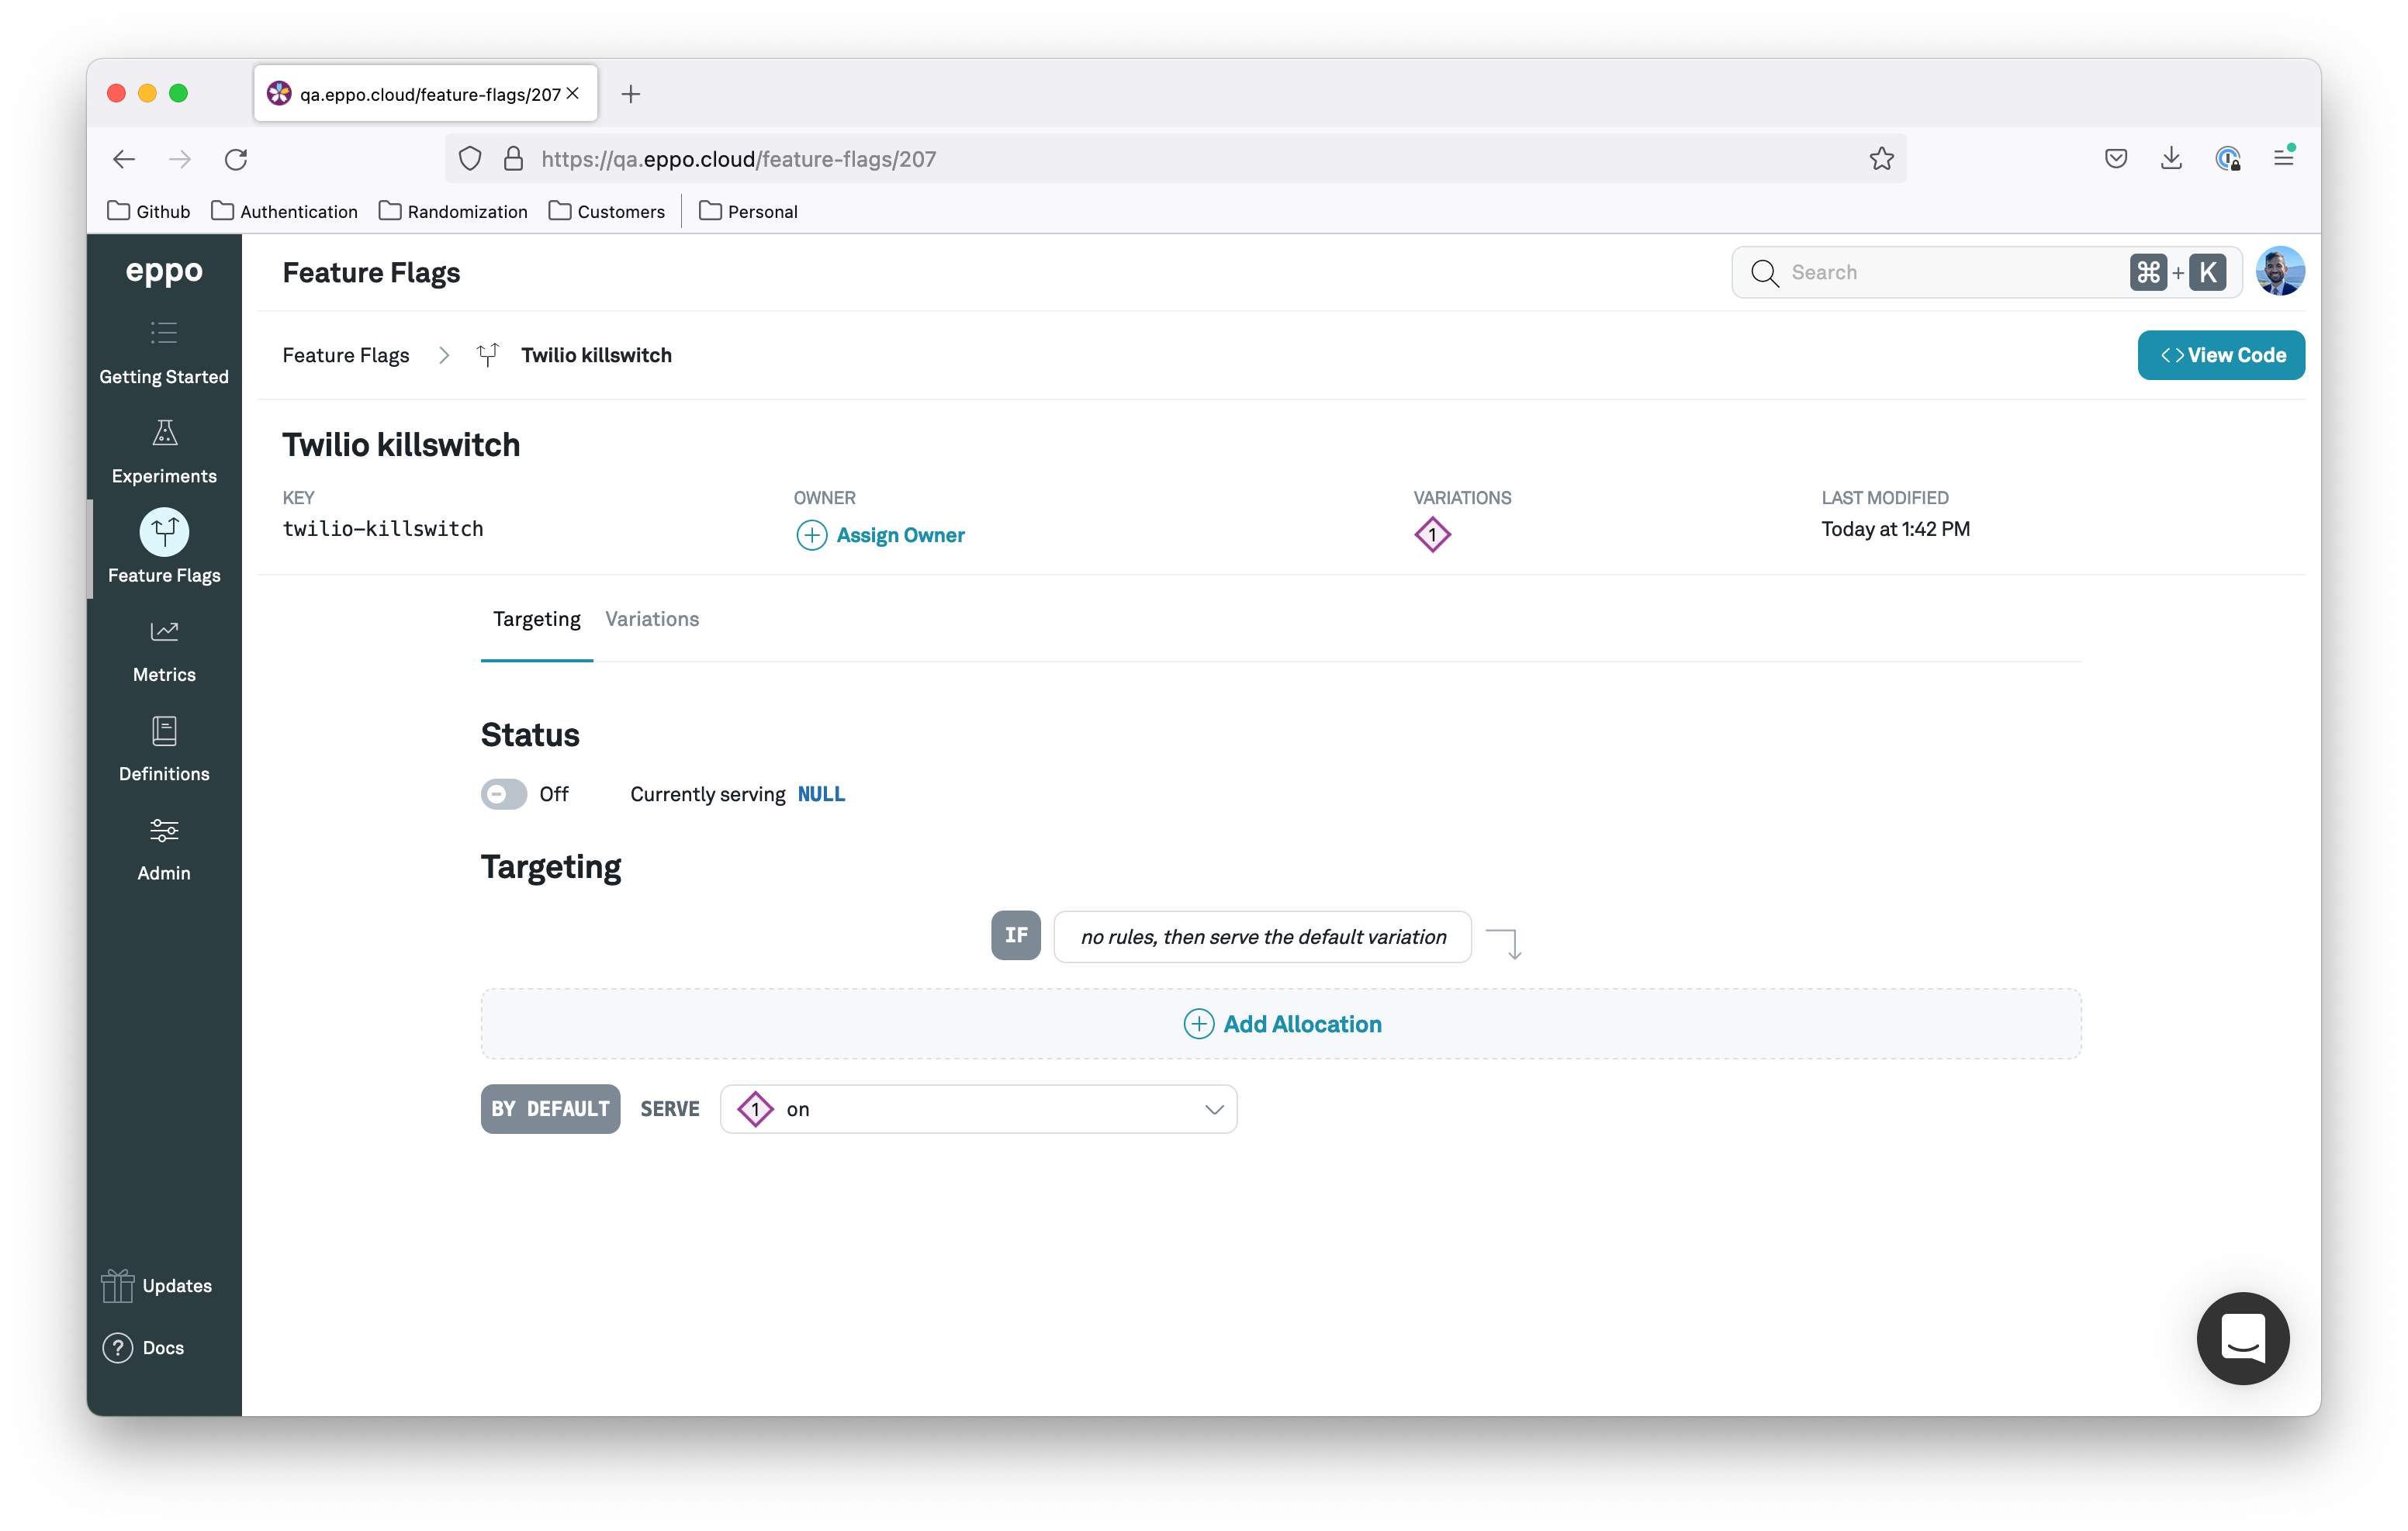 qa.eppo.cloud/feature-flags/207
https://qa.eppo.cloud/feature-flags/207
Github Authentication Randomization Customers Personal
eppo
Getting Started
Experiments
Feature Flags
Metrics
Definitions
Admin
Updates
Docs
Feature Flags
Search ⌘ + K
Feature Flags Twilio killswitch
<> View Code
Twilio killswitch
KEY OWNER VARIATIONS LAST MODIFIED
twilio-killswitch Assign Owner 1 Today at 1:42 PM
Targeting Variations
Status
Off Currently serving NULL
Targeting
IF no rules, then serve the default variation
Add Allocation
BY DEFAULT SERVE 1 on